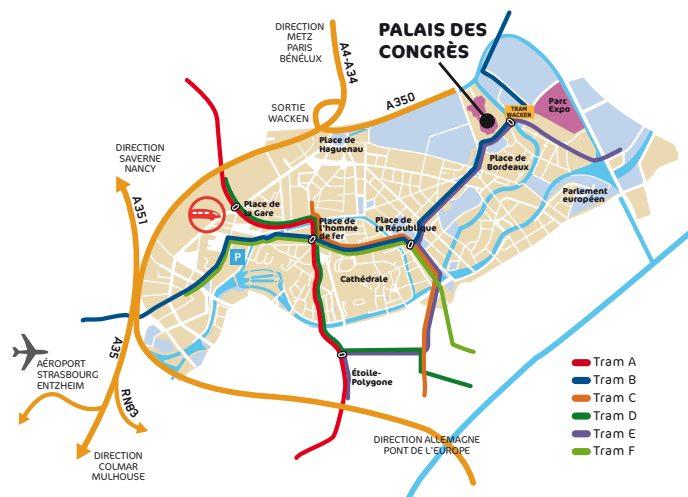 DIRECTION
METZ
PARIS
BÉNÉLUX
A4-A34
PALAIS DES
CONGRÈS
A350
SORTIE
WACKEN
TRAM
WACKEN
Parc
Expo
Place de
Haguenau
DIRECTION
SAVERNE
NANCY
Place de
Bordeaux
Parlement
européen
A351
Place de
la Gare
Place de
l'homme
de fer
Place de
la République
P
Cathédrale
A35
AÉROPORT
STRASBOURG
ENTZHEIM
RN83
Étoile-
Polygone
Tram A
Tram B
Tram C
Tram D
Tram E
Tram F
DIRECTION ALLEMAGNE
PONT DE L'EUROPE
DIRECTION
COLMAR
MULHOUSE